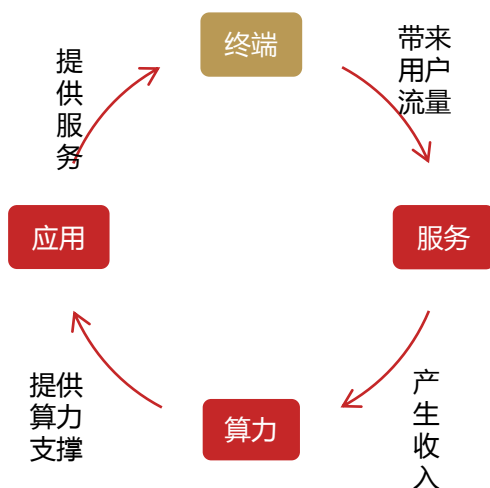 终端
带来
用户
流量
提
供
服
务
应用
服务
提供
算力
支撑
算力
产
生
收
入